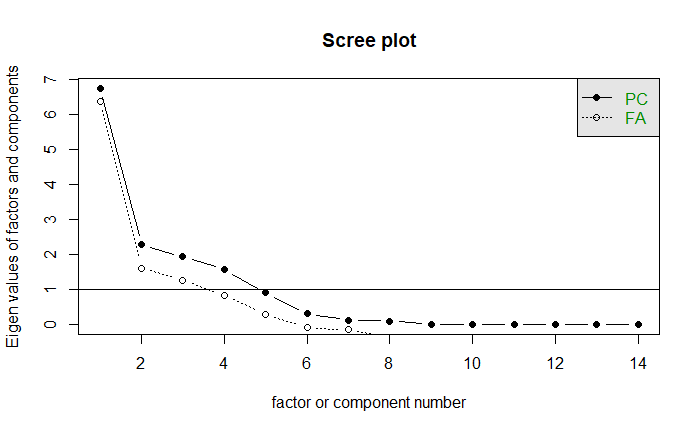 Scree plot
Eigen values of factors and components
7
6
5
4
3
2
1
0
PC
FA
2 4 6 8 10 12 14
factor or component number